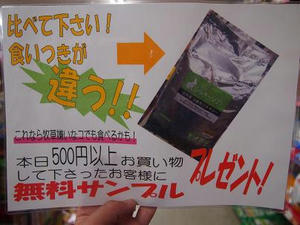 比べて下さい!
食いつきが
違う!!
これなら牧草嫌いなコでも食べるかも!
本日500円以上お買い物
して下さったお客様に
無料サンプル
プレゼント!